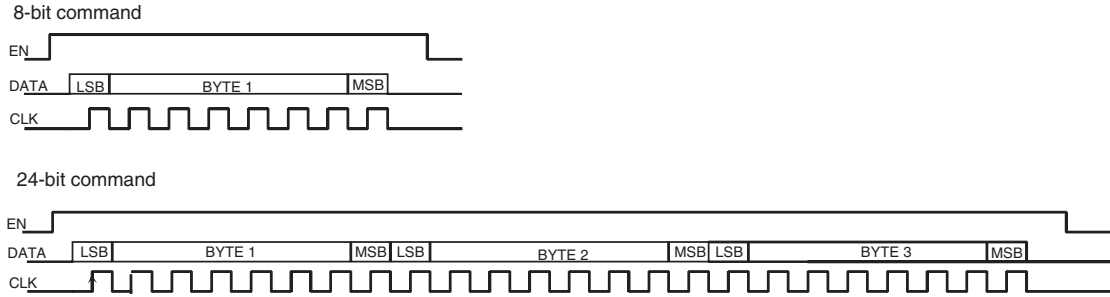 8-bit command
EN
DATA LSB BYTE 1 MSB
CLK
24-bit command
EN
DATA LSB BYTE 1 MSB LSB BYTE 2 MSB LSB BYTE 3 MSB
CLK